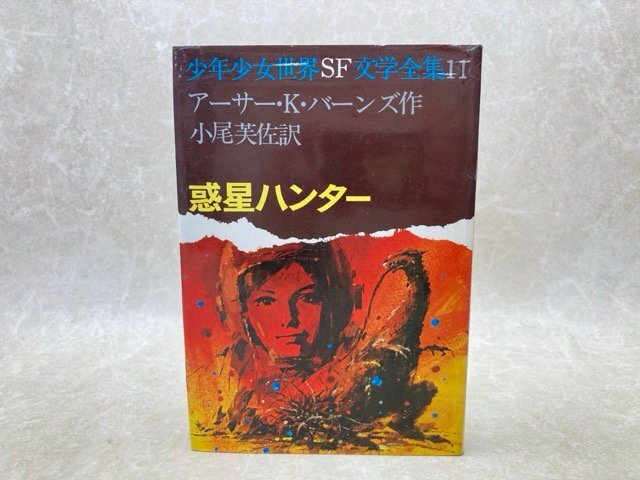 少年少女世界SF文学全集11
アーサー・K・バーンズ作
小尾芙佐訳
惑星ハンター